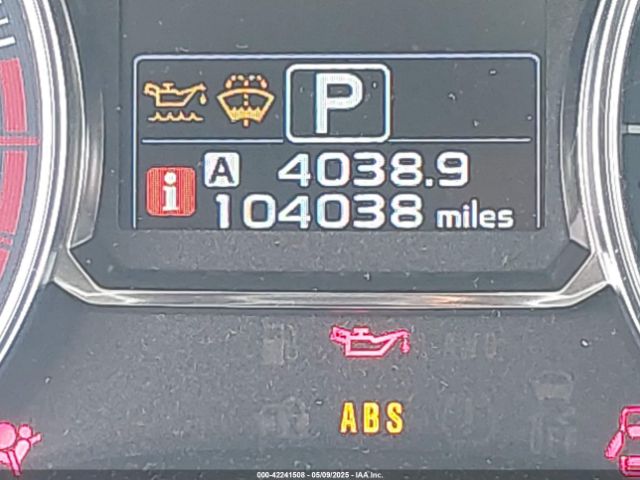 P
A 4038.9
i 104038 miles
ABS
000-42241508 - 05/09/2025 - IAA Inc.